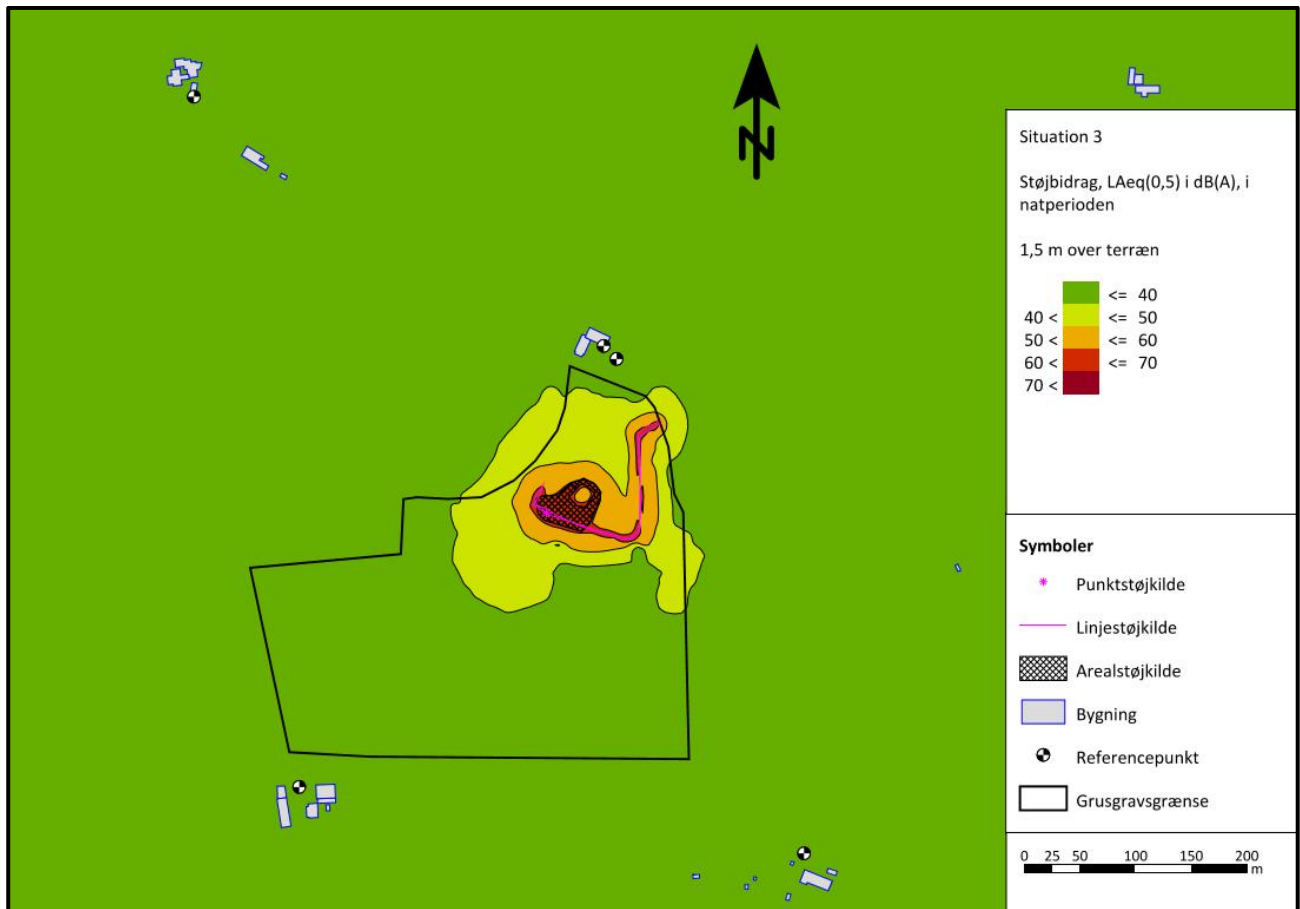 N
Situation 3
Støjbidrag, LAeq(0,5) i dB(A), i
natperioden
1,5 m over terræn
<= 40
40 < <= 50
50 < <= 60
60 < <= 70
70 <
Symboler
Punktstøjkilde
Linjestøjkilde
Arealstøjkilde
Bygning
Referencepunkt
Grusgravsgrænse
0 25 50 100 150 200
m